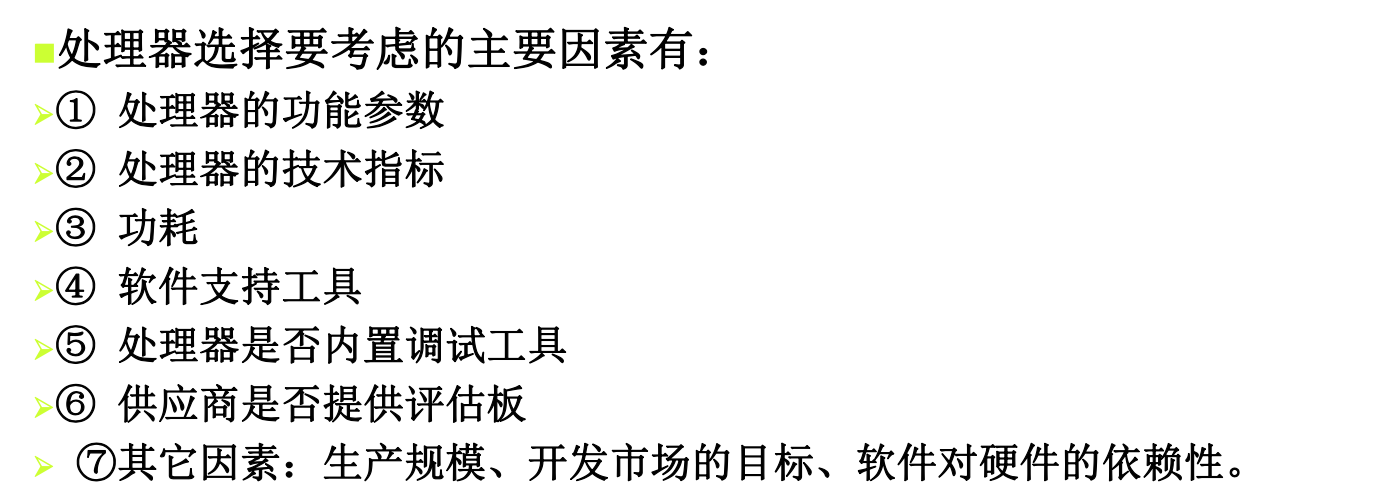 处理器选择要考虑的主要因素有：
① 处理器的功能参数
② 处理器的技术指标
③ 功耗
④ 软件支持工具
⑤ 处理器是否内置调试工具
⑥ 供应商是否提供评估板
⑦其它因素：生产规模、开发市场的目标、软件对硬件的依赖性。